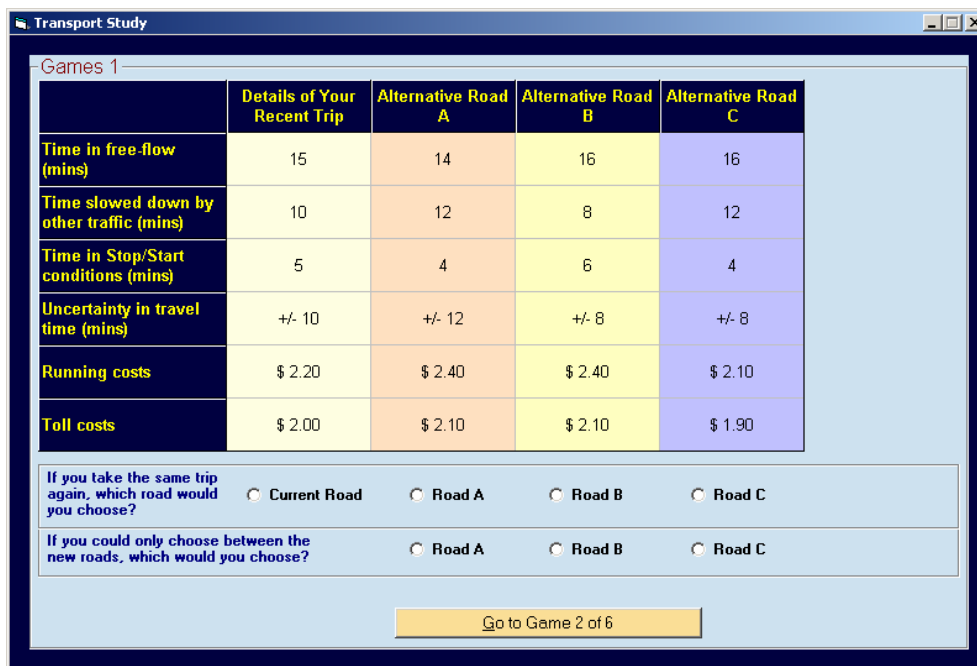 Transport Study
Games 1
Details of Your
Recent Trip
Alternative Road
A
Alternative Road
B
Alternative Road
C
Time in free-flow
(mins)
15
14
16
16
Time slowed down by
other traffic (mins)
10
12
8
12
Time in Stop/Start
conditions (mins)
5
4
6
4
Uncertainty in travel
time (mins)
+/- 10
+/- 12
+/- 8
+/- 8
Running costs
$ 2.20
$ 2.40
$ 2.40
$ 2.10
Toll costs
$ 2.00
$ 2.10
$ 2.10
$ 1.90
If you take the same trip
again, which road would
you choose?
Current Road
Road A
Road B
Road C
If you could only choose between the
new roads, which would you choose?
Road A
Road B
Road C
Go to Game 2 of 6